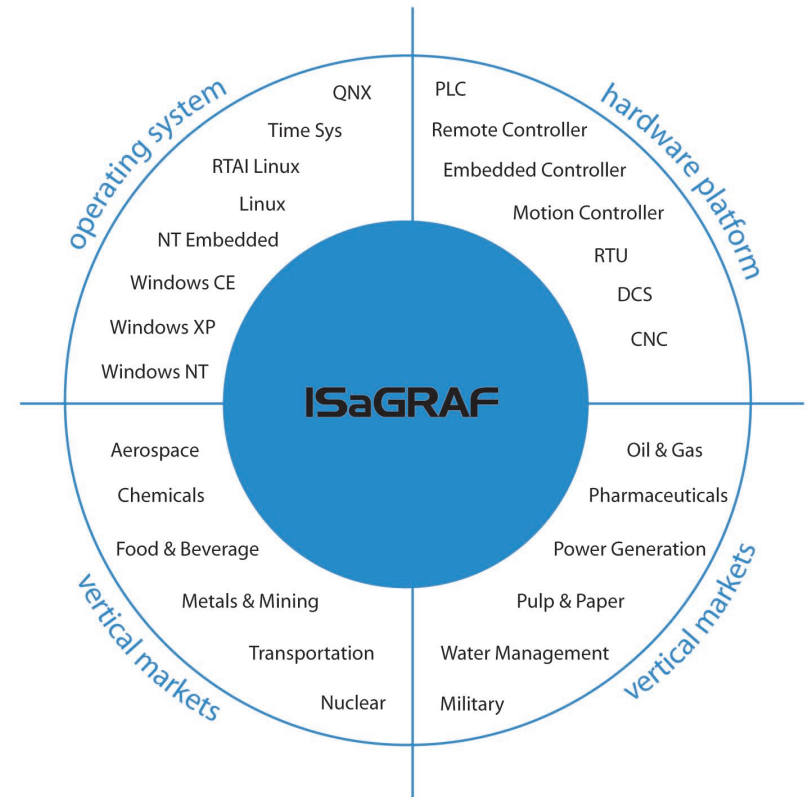 operating system
QNX
Time Sys
RTAI Linux
Linux
NT Embedded
Windows CE
Windows XP
Windows NT
hardware platform
PLC
Remote Controller
Embedded Controller
Motion Controller
RTU
DCS
CNC
ISaGRAF
Aerospace
Chemicals
Food & Beverage
Metals & Mining
Transportation
Nuclear
vertical markets
Oil & Gas
Pharmaceuticals
Power Generation
Pulp & Paper
Water Management
Military
vertical markets